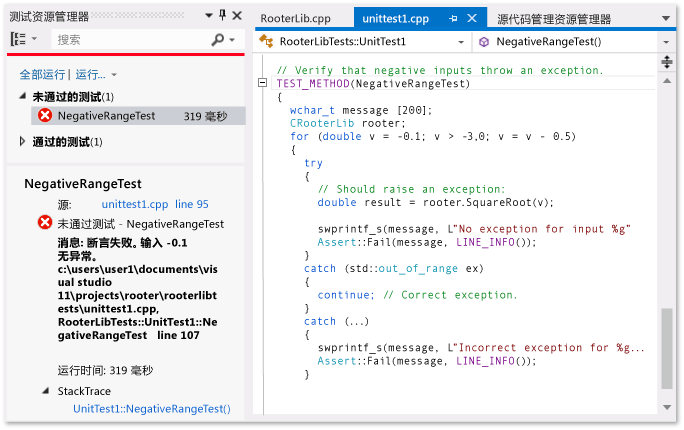 测试资源管理器
搜索
全部运行 | 运行...
未通过的测试(1)
NegativeRangeTest 319 毫秒
通过的测试(1)
NegativeRangeTest
源: unittest1.cpp line 95
未通过测试 - NegativeRangeTest
消息: 断言失败。输入 -0.1
无异常。
c:\users\user1\documents\vis
ual studio
11\projects\rooter\rooterlibt
ests\unittest1.cpp,
RooterLibTests::UnitTest1::Ne
gativeRangeTest line 107
运行时间: 319 毫秒
StackTrace
UnitTest1::NegativeRangeTest()
RooterLib.cpp unittest1.cpp 源代码管理资源管理器
RooterLibTests::UnitTest1 NegativeRangeTest()
// Verify that negative inputs throw an exception.
TEST_METHOD(NegativeRangeTest)
{
wchar_t message [200];
CRooterLib rooter;
for (double v = -0.1; v > -3,0; v = v - 0.5)
{
try
{
// Should raise an exception:
double result = rooter.SquareRoot(v);
swprintf_s(message, L"No exception for input %g"
Assert::Fail(message, LINE_INFO());
}
catch (std::out_of_range ex)
{
continue; // Correct exception.
}
catch (...)
{
swprintf_s(message, L"Incorrect exception for %g...
Assert::Fail(message, LINE_INFO());
}